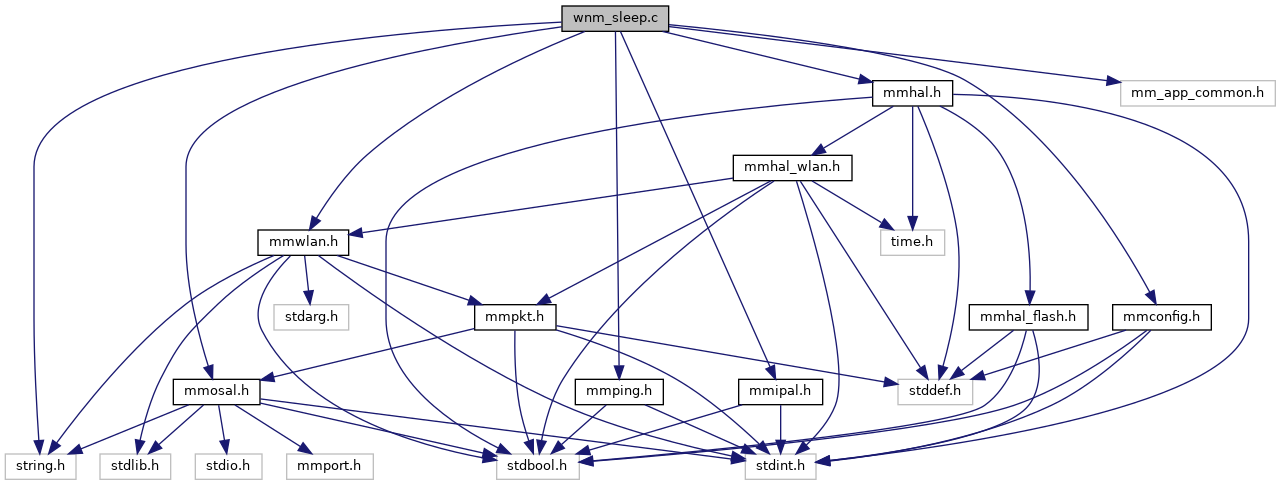 wnm_sleep.c
mmhal.h
mm_app_common.h
mmhal_wlan.h
mmwlan.h
time.h
stdarg.h
mmpkt.h
mmhal_flash.h
mmconfig.h
mmosal.h
mmping.h
mmipal.h
stddef.h
string.h
stdlib.h
stdio.h
mmport.h
stdbool.h
stdint.h